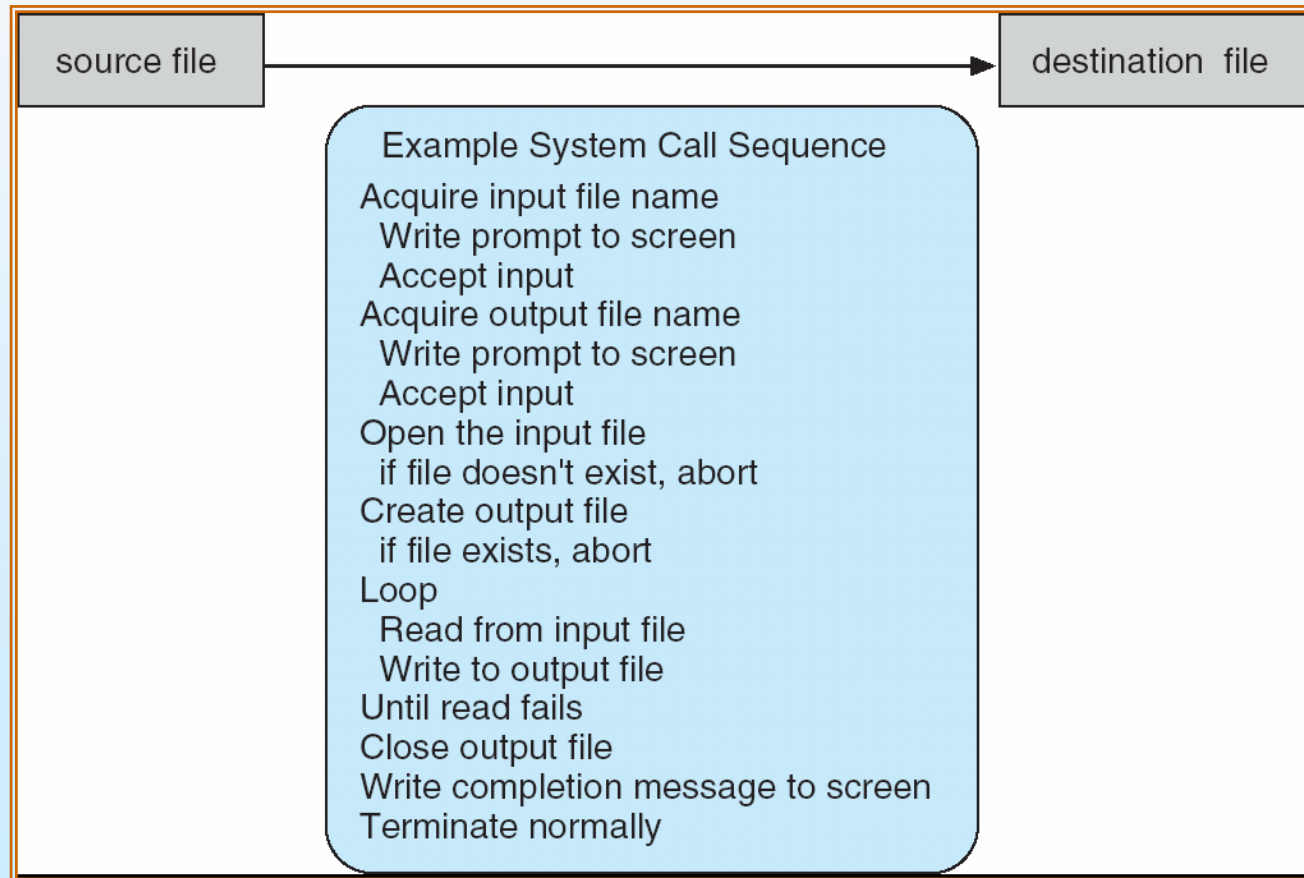 source file
destination file
Example System Call Sequence
Acquire input file name
Write prompt to screen
Accept input
Acquire output file name
Write prompt to screen
Accept input
Open the input file
if file doesn't exist, abort
Create output file
if file exists, abort
Loop
Read from input file
Write to output file
Until read fails
Close output file
Write completion message to screen
Terminate normally